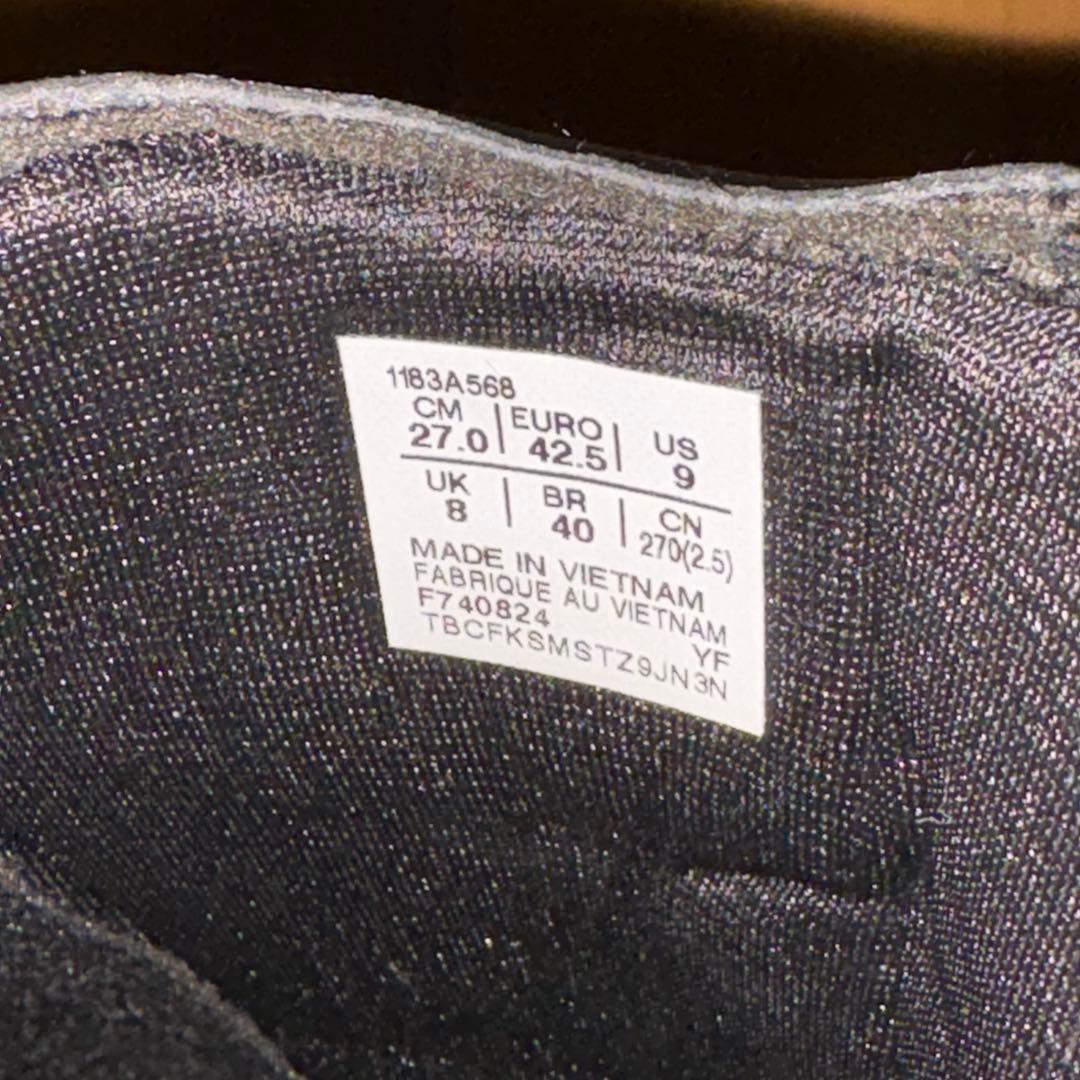 1183A568
CM | EURO | US
27.0 | 42.5 | 9
UK | BR | CN
8 | 40 | 270(2.5)
MADE IN VIETNAM
FABRIQUE AU VIETNAM
F740824 YF
TBCFKSMSTZ9JN3N